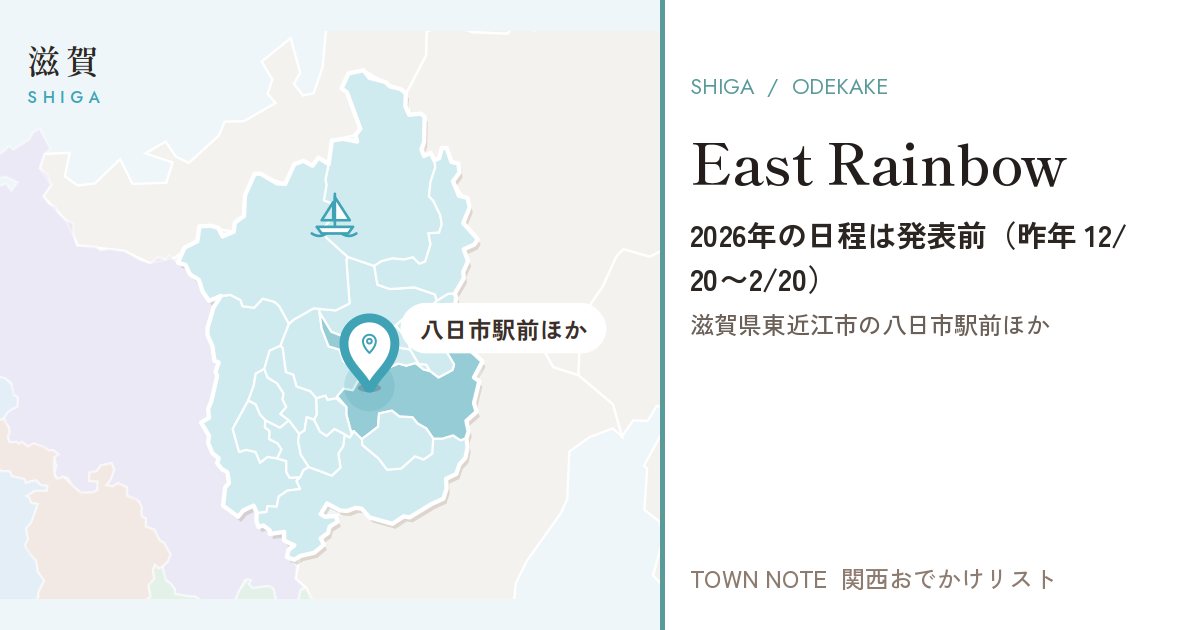 滋賀
SHIGA
八日市駅前ほか
SHIGA / ODEKAKE
East Rainbow
2026年の日程は発表前（昨年 12/
20〜2/20）
滋賀県東近江市の八日市駅前ほか
TOWN NOTE 関西おでかけリスト